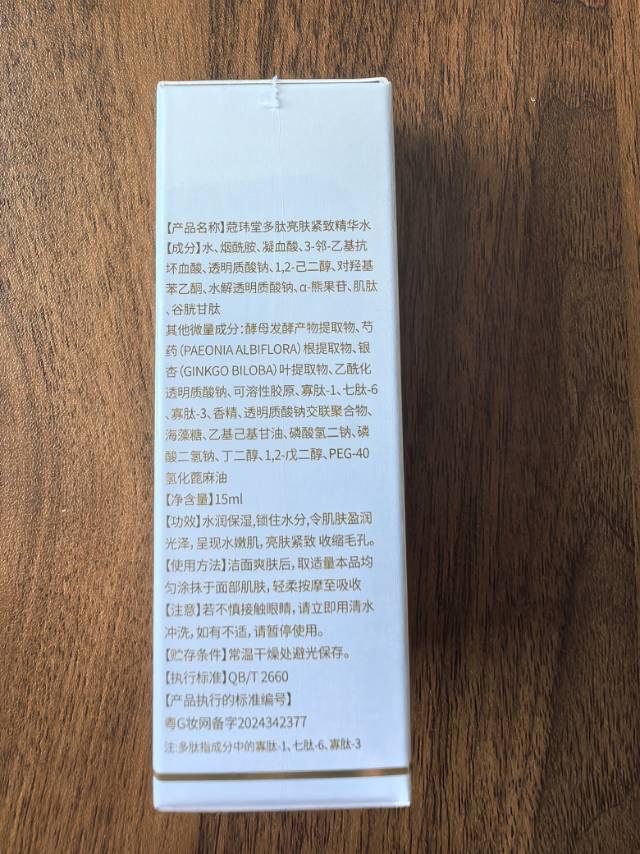 【产品名称】蔻玮堂多肽亮肤紧致精华水
【成分】水、烟酰胺、凝血酸、3-邻-乙基抗
坏血酸、透明质酸钠、1,2-己二醇、对羟基
苯乙酮、水解透明质酸钠、α-熊果苷、肌肽
、谷胱甘肽
其他微量成分:酵母发酵产物提取物、芍
药(PAEONIA ALBIFLORA)根提取物、银
杏(GINKGO BILOBA)叶提取物、乙酰化
透明质酸钠、可溶性胶原、寡肽-1、七肽-6
、寡肽-3、香精、透明质酸钠交联聚合物、
海藻糖、乙基己基甘油、磷酸氢二钠、磷
酸二氢钠、丁二醇、1,2-戊二醇、PEG-40
氢化蓖麻油
【净含量】15ml
【功效】水润保湿,锁住水分,令肌肤盈润
光泽,呈现水嫩肌,亮肤紧致 收缩毛孔。
【使用方法】洁面爽肤后,取适量本品均
匀涂抹于面部肌肤,轻柔按摩至吸收
【注意】若不慎接触眼睛,请立即用清水
冲洗,如有不适,请暂停使用。
【贮存条件】常温干燥处避光保存。
【执行标准】QB/T 2660
【产品执行的标准编号】
粤G妆网备字2024342377
注:多肽指成分中的寡肽-1、七肽-6、寡肽-3